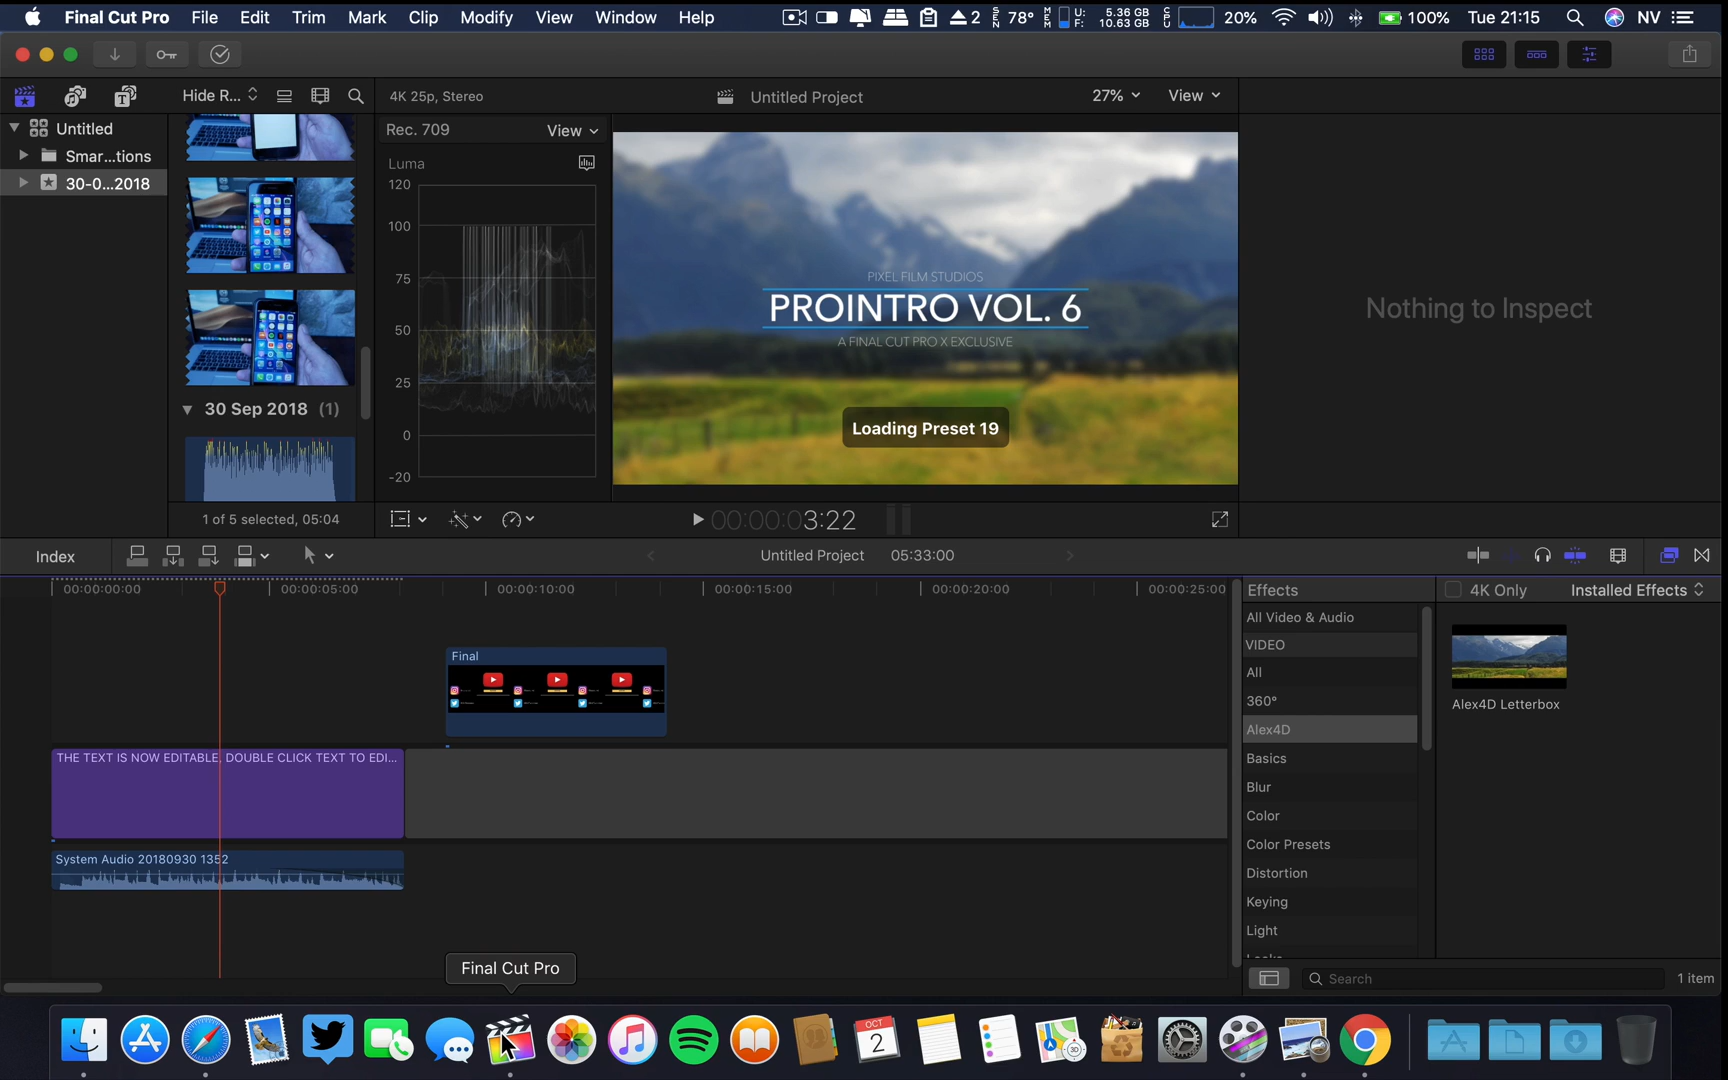 Final Cut Pro File Edit Trim Mark Clip Modify View Window Help
2 SEN 78° MEM U: 5.36 GB F: 10.63 GB CPU 20% 100% Tue 21:15 NV
Hide R... 4K 25p, Stereo Untitled Project 27% View
Untitled
Smar...tions
30-0...2018
30 Sep 2018 (1)
1 of 5 selected, 05:04
Rec. 709 View
Luma
120
100
75
50
25
0
-20
PIXEL FILM STUDIOS
PROINTRO VOL. 6
A FINAL CUT PRO X EXCLUSIVE
Loading Preset 19
Nothing to Inspect
00:00:03:22
Index Untitled Project 05:33:00
00:00:00:00 00:00:05:00 00:00:10:00 00:00:15:00 00:00:20:00 00:00:25:00
Final
THE TEXT IS NOW EDITABLE, DOUBLE CLICK TEXT TO EDI...
System Audio 20180930 1352
Effects 4K Only Installed Effects
All Video & Audio
VIDEO
All
360°
Alex4D
Basics
Blur
Color
Color Presets
Distortion
Keying
Light
Alex4D Letterbox
Search 1 item
Final Cut Pro
OCT
2
3D